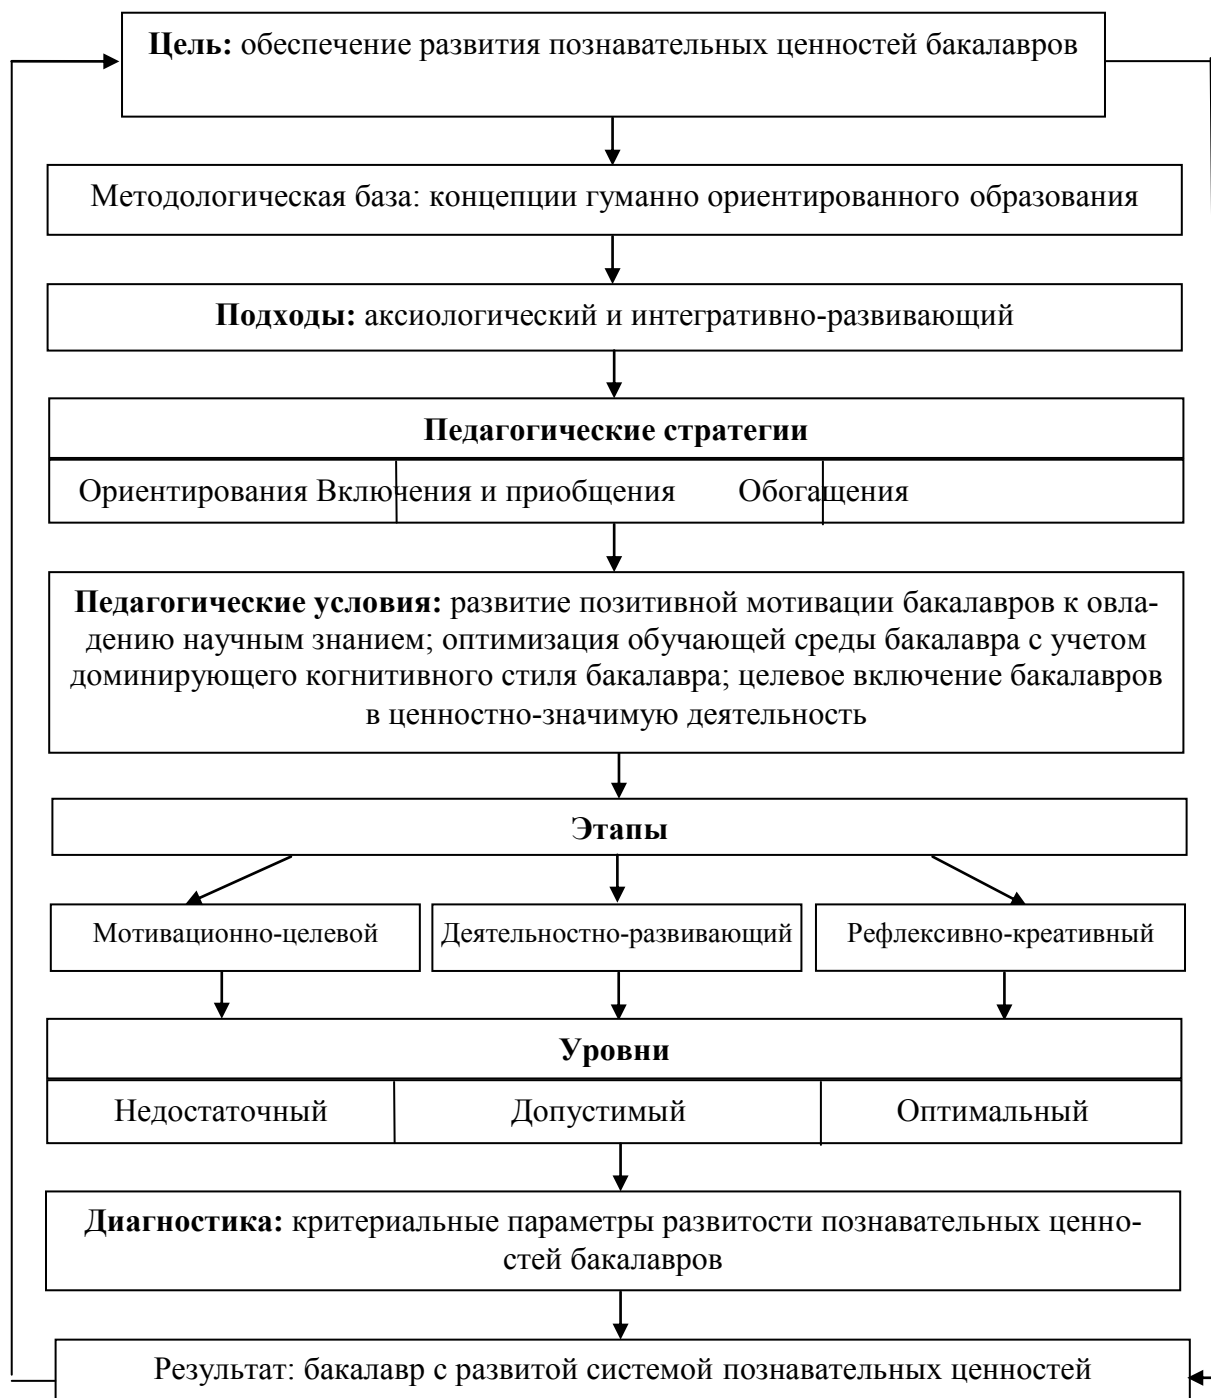 Цель: обеспечение развития познавательных ценностей бакалавров
Методологическая база: концепции гуманно ориентированного образования
Подходы: аксиологический и интегративно-развивающий
Педагогические стратегии
Ориентирования Включения и приобщения Обогащения
Педагогические условия: развитие позитивной мотивации бакалавров к овла-
дению научным знанием; оптимизация обучающей среды бакалавра с учетом
доминирующего когнитивного стиля бакалавра; целевое включение бакалавров
в ценностно-значимую деятельность
Этапы
Мотивационно-целевой Деятельностно-развивающий Рефлексивно-креативный
Уровни
Недостаточный Допустимый Оптимальный
Диагностика: критериальные параметры развитости познавательных ценно-
стей бакалавров
Результат: бакалавр с развитой системой познавательных ценностей